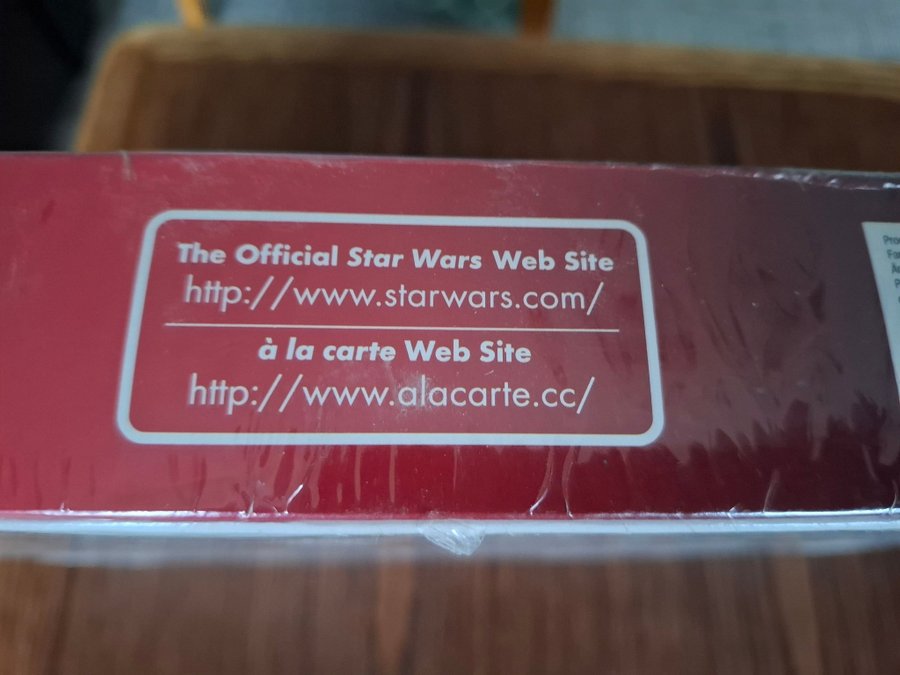 The Official Star Wars Web Site
http://www.starwars.com/
à la carte Web Site
http://www.alacarte.cc/